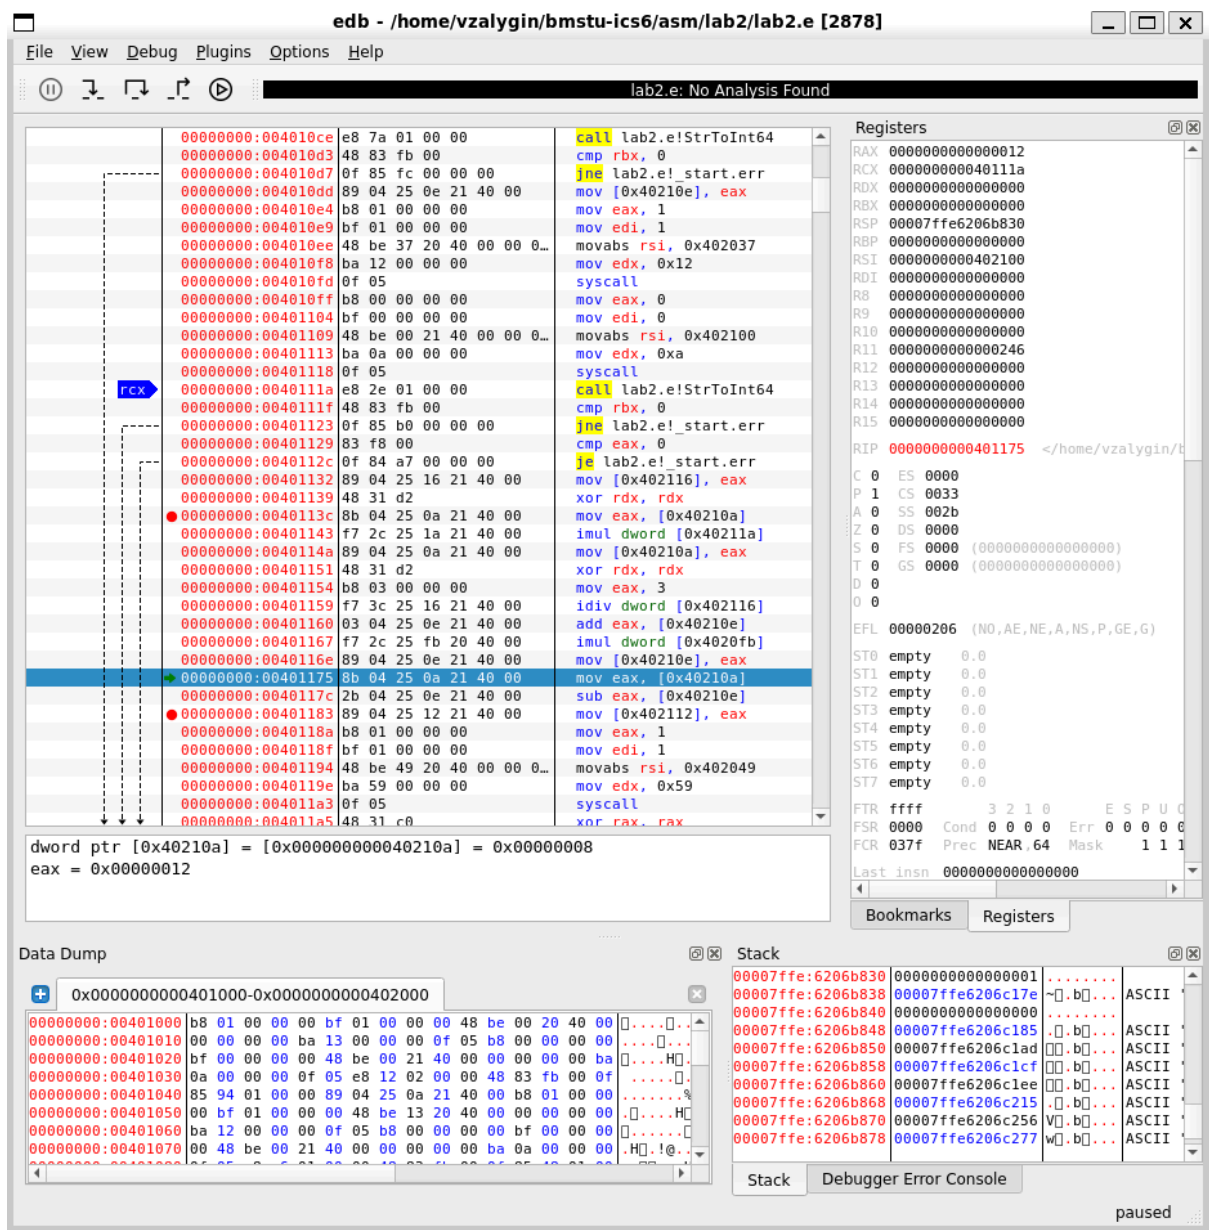 edb - /home/vzalygin/bmstu-ics6/asm/lab2/lab2.e [2878]
File View Debug Plugins Options Help
lab2.e: No Analysis Found
00000000:004010ce e8 7a 01 00 00 call lab2.e!StrToInt64
00000000:004010d3 48 83 fb 00 cmp rbx, 0
00000000:004010d7 0f 85 fc 00 00 00 jne lab2.e!_start.err
00000000:004010dd 89 04 25 0e 21 40 00 mov [0x40210e], eax
00000000:004010e4 b8 01 00 00 00 mov eax, 1
00000000:004010e9 bf 01 00 00 00 mov edi, 1
00000000:004010ee 48 be 37 20 40 00 00 0… movabs rsi, 0x402037
00000000:004010f8 ba 12 00 00 00 mov edx, 0x12
00000000:004010fd 0f 05 syscall
00000000:004010ff b8 00 00 00 00 mov eax, 0
00000000:00401104 bf 00 00 00 00 mov edi, 0
00000000:00401109 48 be 00 21 40 00 00 0… movabs rsi, 0x402100
00000000:00401113 ba 0a 00 00 00 mov edx, 0xa
00000000:00401118 0f 05 syscall
rcx 00000000:0040111a e8 2e 01 00 00 call lab2.e!StrToInt64
00000000:0040111f 48 83 fb 00 cmp rbx, 0
00000000:00401123 0f 85 b0 00 00 00 jne lab2.e!_start.err
00000000:00401129 83 f8 00 cmp eax, 0
00000000:0040112c 0f 84 a7 00 00 00 je lab2.e!_start.err
00000000:00401132 89 04 25 16 21 40 00 mov [0x402116], eax
00000000:00401139 48 31 d2 xor rdx, rdx
00000000:0040113c 8b 04 25 0a 21 40 00 mov eax, [0x40210a]
00000000:00401143 f7 2c 25 1a 21 40 00 imul dword [0x40211a]
00000000:0040114a 89 04 25 0a 21 40 00 mov [0x40210a], eax
00000000:00401151 48 31 d2 xor rdx, rdx
00000000:00401154 b8 03 00 00 00 mov eax, 3
00000000:00401159 f7 3c 25 16 21 40 00 idiv dword [0x402116]
00000000:00401160 03 04 25 0e 21 40 00 add eax, [0x40210e]
00000000:00401167 f7 2c 25 fb 20 40 00 imul dword [0x4020fb]
00000000:0040116e 89 04 25 0e 21 40 00 mov [0x40210e], eax
00000000:00401175 8b 04 25 0a 21 40 00 mov eax, [0x40210a]
00000000:0040117c 2b 04 25 0e 21 40 00 sub eax, [0x40210e]
00000000:00401183 89 04 25 12 21 40 00 mov [0x402112], eax
00000000:0040118a b8 01 00 00 00 mov eax, 1
00000000:0040118f bf 01 00 00 00 mov edi, 1
00000000:00401194 48 be 49 20 40 00 00 0… movabs rsi, 0x402049
00000000:0040119e ba 59 00 00 00 mov edx, 0x59
00000000:004011a3 0f 05 syscall
00000000:004011a5 48 31 c0 xor rax, rax
dword ptr [0x40210a] = [0x000000000040210a] = 0x00000008
eax = 0x00000012
Registers
RAX 0000000000000012
RCX 000000000040111a
RDX 0000000000000000
RBX 0000000000000000
RSP 00007ffe6206b830
RBP 0000000000000000
RSI 0000000000402100
RDI 0000000000000000
R8 0000000000000000
R9 0000000000000000
R10 0000000000000000
R11 0000000000000246
R12 0000000000000000
R13 0000000000000000
R14 0000000000000000
R15 0000000000000000
RIP 0000000000401175 </home/vzalygin/b
C 0 ES 0000
P 1 CS 0033
A 0 SS 002b
Z 0 DS 0000
S 0 FS 0000 (0000000000000000)
T 0 GS 0000 (0000000000000000)
D 0
O 0
EFL 00000206 (NO,AE,NE,A,NS,P,GE,G)
ST0 empty 0.0
ST1 empty 0.0
ST2 empty 0.0
ST3 empty 0.0
ST4 empty 0.0
ST5 empty 0.0
ST6 empty 0.0
ST7 empty 0.0
FTR ffff 3 2 1 0 E S P U O
FSR 0000 Cond 0 0 0 0 Err 0 0 0 0 0
FCR 037f Prec NEAR,64 Mask 1 1 1
Last insn 0000000000000000
Bookmarks Registers
Data Dump
0x0000000000401000-0x0000000000402000
00000000:00401000 b8 01 00 00 00 bf 01 00 00 00 48 be 00 20 40 00
00000000:00401010 00 00 00 00 ba 13 00 00 00 0f 05 b8 00 00 00 00
00000000:00401020 bf 00 00 00 00 48 be 00 21 40 00 00 00 00 00 ba
00000000:00401030 0a 00 00 00 0f 05 e8 12 02 00 00 48 83 fb 00 0f
00000000:00401040 85 94 01 00 00 89 04 25 0a 21 40 00 b8 01 00 00
00000000:00401050 00 bf 01 00 00 00 48 be 13 20 40 00 00 00 00 00
00000000:00401060 ba 12 00 00 00 0f 05 b8 00 00 00 00 bf 00 00 00
00000000:00401070 00 48 be 00 21 40 00 00 00 00 00 ba 0a 00 00 00
Stack
00007ffe:6206b830 0000000000000001 ........
00007ffe:6206b838 00007ffe6206c17e ASCII "
00007ffe:6206b840 0000000000000000 ........
00007ffe:6206b848 00007ffe6206c185 ASCII "
00007ffe:6206b850 00007ffe6206c1ad ASCII "
00007ffe:6206b858 00007ffe6206c1cf ASCII "
00007ffe:6206b860 00007ffe6206c1ee ASCII "
00007ffe:6206b868 00007ffe6206c215 ASCII "
00007ffe:6206b870 00007ffe6206c256 ASCII "
00007ffe:6206b878 00007ffe6206c277 ASCII "
Stack Debugger Error Console
paused